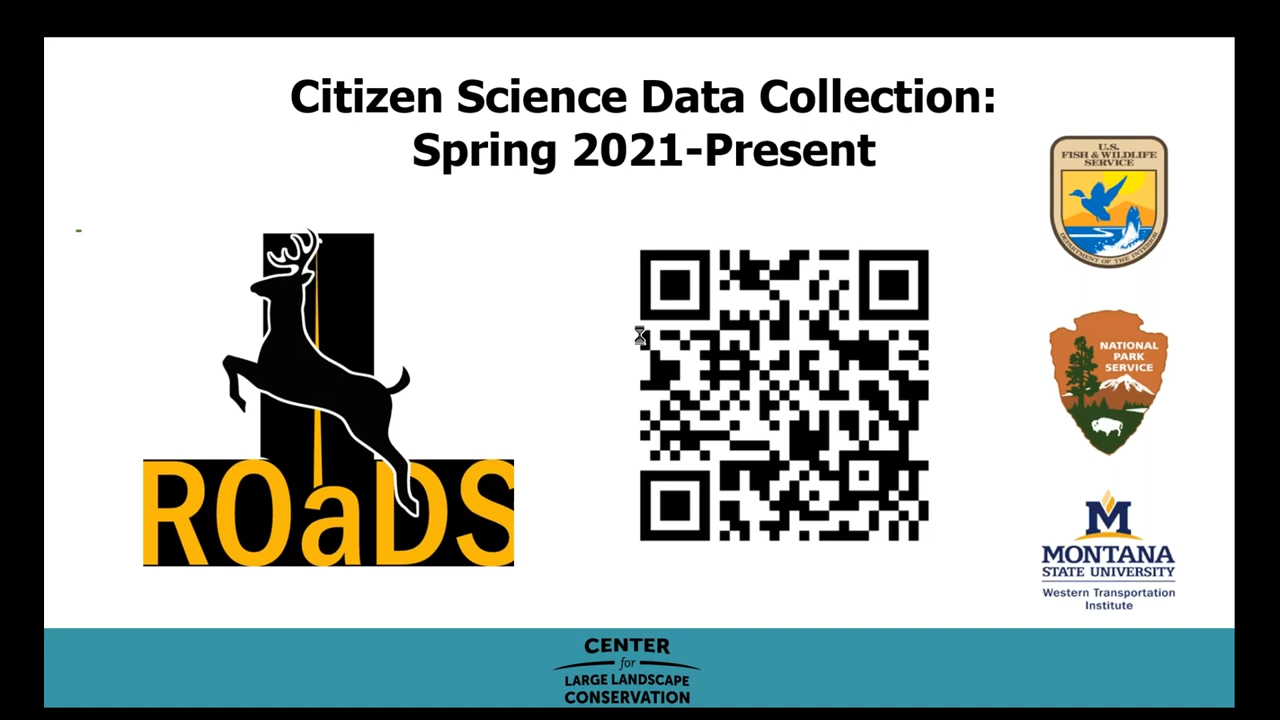 Citizen Science Data Collection:
Spring 2021-Present
U.S.
FISH & WILDLIFE
SERVICE
DEPARTMENT OF THE INTERIOR
ROaDS
NATIONAL
PARK
SERVICE
M
MONTANA
STATE UNIVERSITY
Western Transportation
Institute
CENTER
for
LARGE LANDSCAPE
CONSERVATION